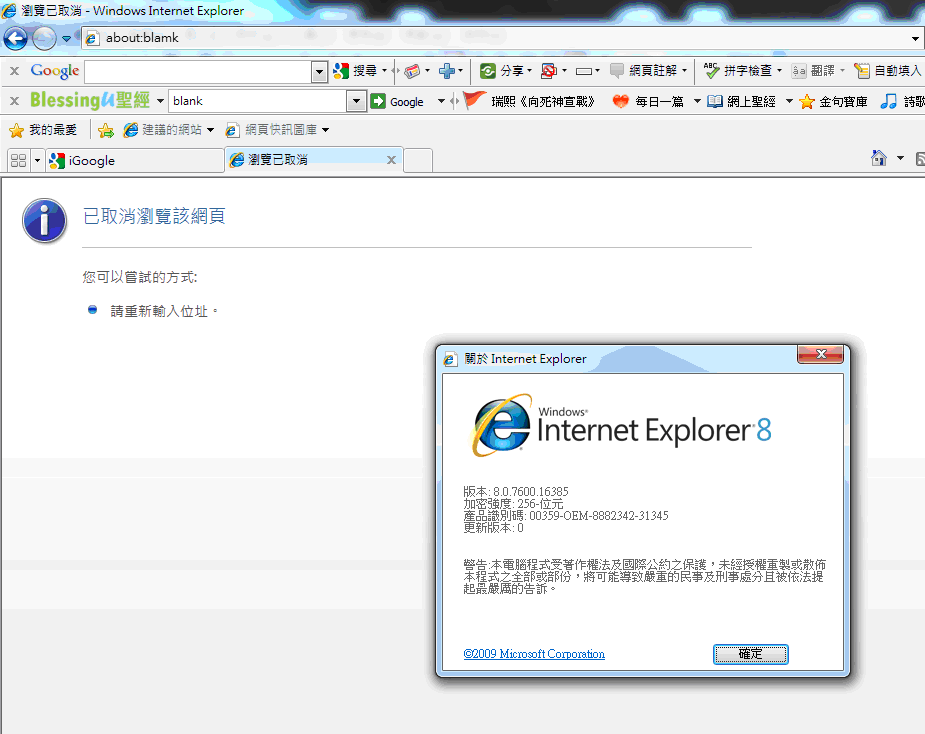 瀏覽已取消 - Windows Internet Explorer
about:blamk
x Google 搜尋 分享 網頁註解 ABC 拼字檢查 āa 翻譯 自動填入
x BlessingU聖經 blank Google 瑞熙《向死神宣戰》 每日一篇 網上聖經 金句寶庫 詩歌
我的最愛 建議的網站 網頁快訊圖庫
iGoogle 瀏覽已取消 x
已取消瀏覽該網頁
您可以嘗試的方式:
請重新輸入位址。
關於 Internet Explorer
Windows®
Internet Explorer 8
版本: 8.0.7600.16385
加密強度: 256-位元
產品識別碼: 00359-OEM-8882342-31345
更新版本: 0
警告:本電腦程式受著作權法及國際公約之保護，未經授權重製或散佈
本程式之全部或部份，將可能導致嚴重的民事及刑事處分且被依法提
起最嚴厲的告訴。
©2009 Microsoft Corporation
確定